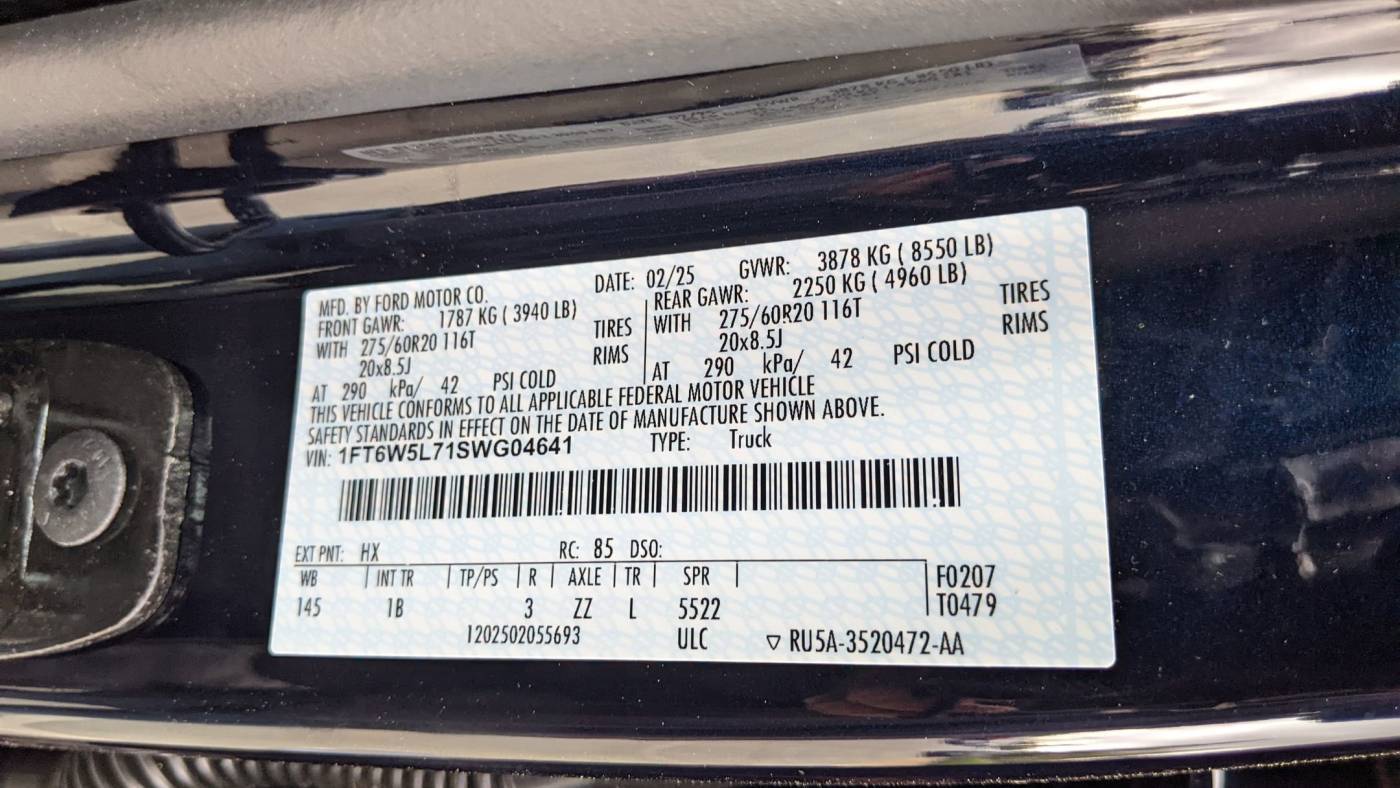 MFD. BY FORD MOTOR CO. DATE: 02/25 GVWR: 3878 KG ( 8550 LB)
FRONT GAWR: 1787 KG ( 3940 LB) REAR GAWR: 2250 KG ( 4960 LB)
WITH 275/60R20 116T TIRES WITH 275/60R20 116T TIRES
20x8.5J RIMS 20x8.5J RIMS
AT 290 kPa/ 42 PSI COLD AT 290 kPa/ 42 PSI COLD
THIS VEHICLE CONFORMS TO ALL APPLICABLE FEDERAL MOTOR VEHICLE
SAFETY STANDARDS IN EFFECT ON THE DATE OF MANUFACTURE SHOWN ABOVE.
VIN: 1FT6W5L71SWG04641 TYPE: Truck
EXT PNT: HX RC: 85 DSO:
WB INT TR TP/PS R AXLE TR SPR F0207
145 1B 3 ZZ L 5522 T0479
1202502055693 ULC ▽ RU5A-3520472-AA